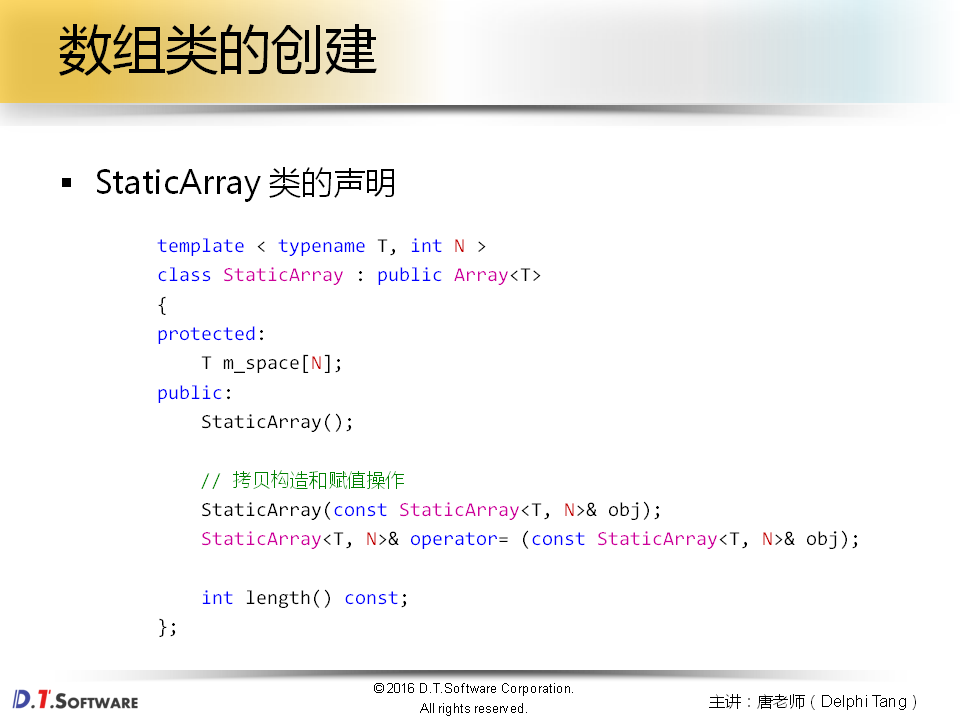 数组类的创建
▪ StaticArray 类的声明
template < typename T, int N >
class StaticArray : public Array<T>
{
protected:
    T m_space[N];
public:
    StaticArray();
    // 拷贝构造和赋值操作
    StaticArray(const StaticArray<T, N>& obj);
    StaticArray<T, N>& operator= (const StaticArray<T, N>& obj);
    int length() const;
};
D.T.SOFTWARE
©2016 D.T.Software Corporation.
All rights reserved.
主讲：唐老师（Delphi Tang）